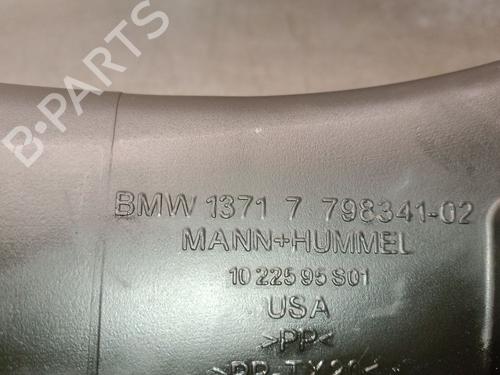 B-PARTS
BMW 1371 7 798341-02
MANN+HUMMEL
10 225 95 S01
USA
>PP<